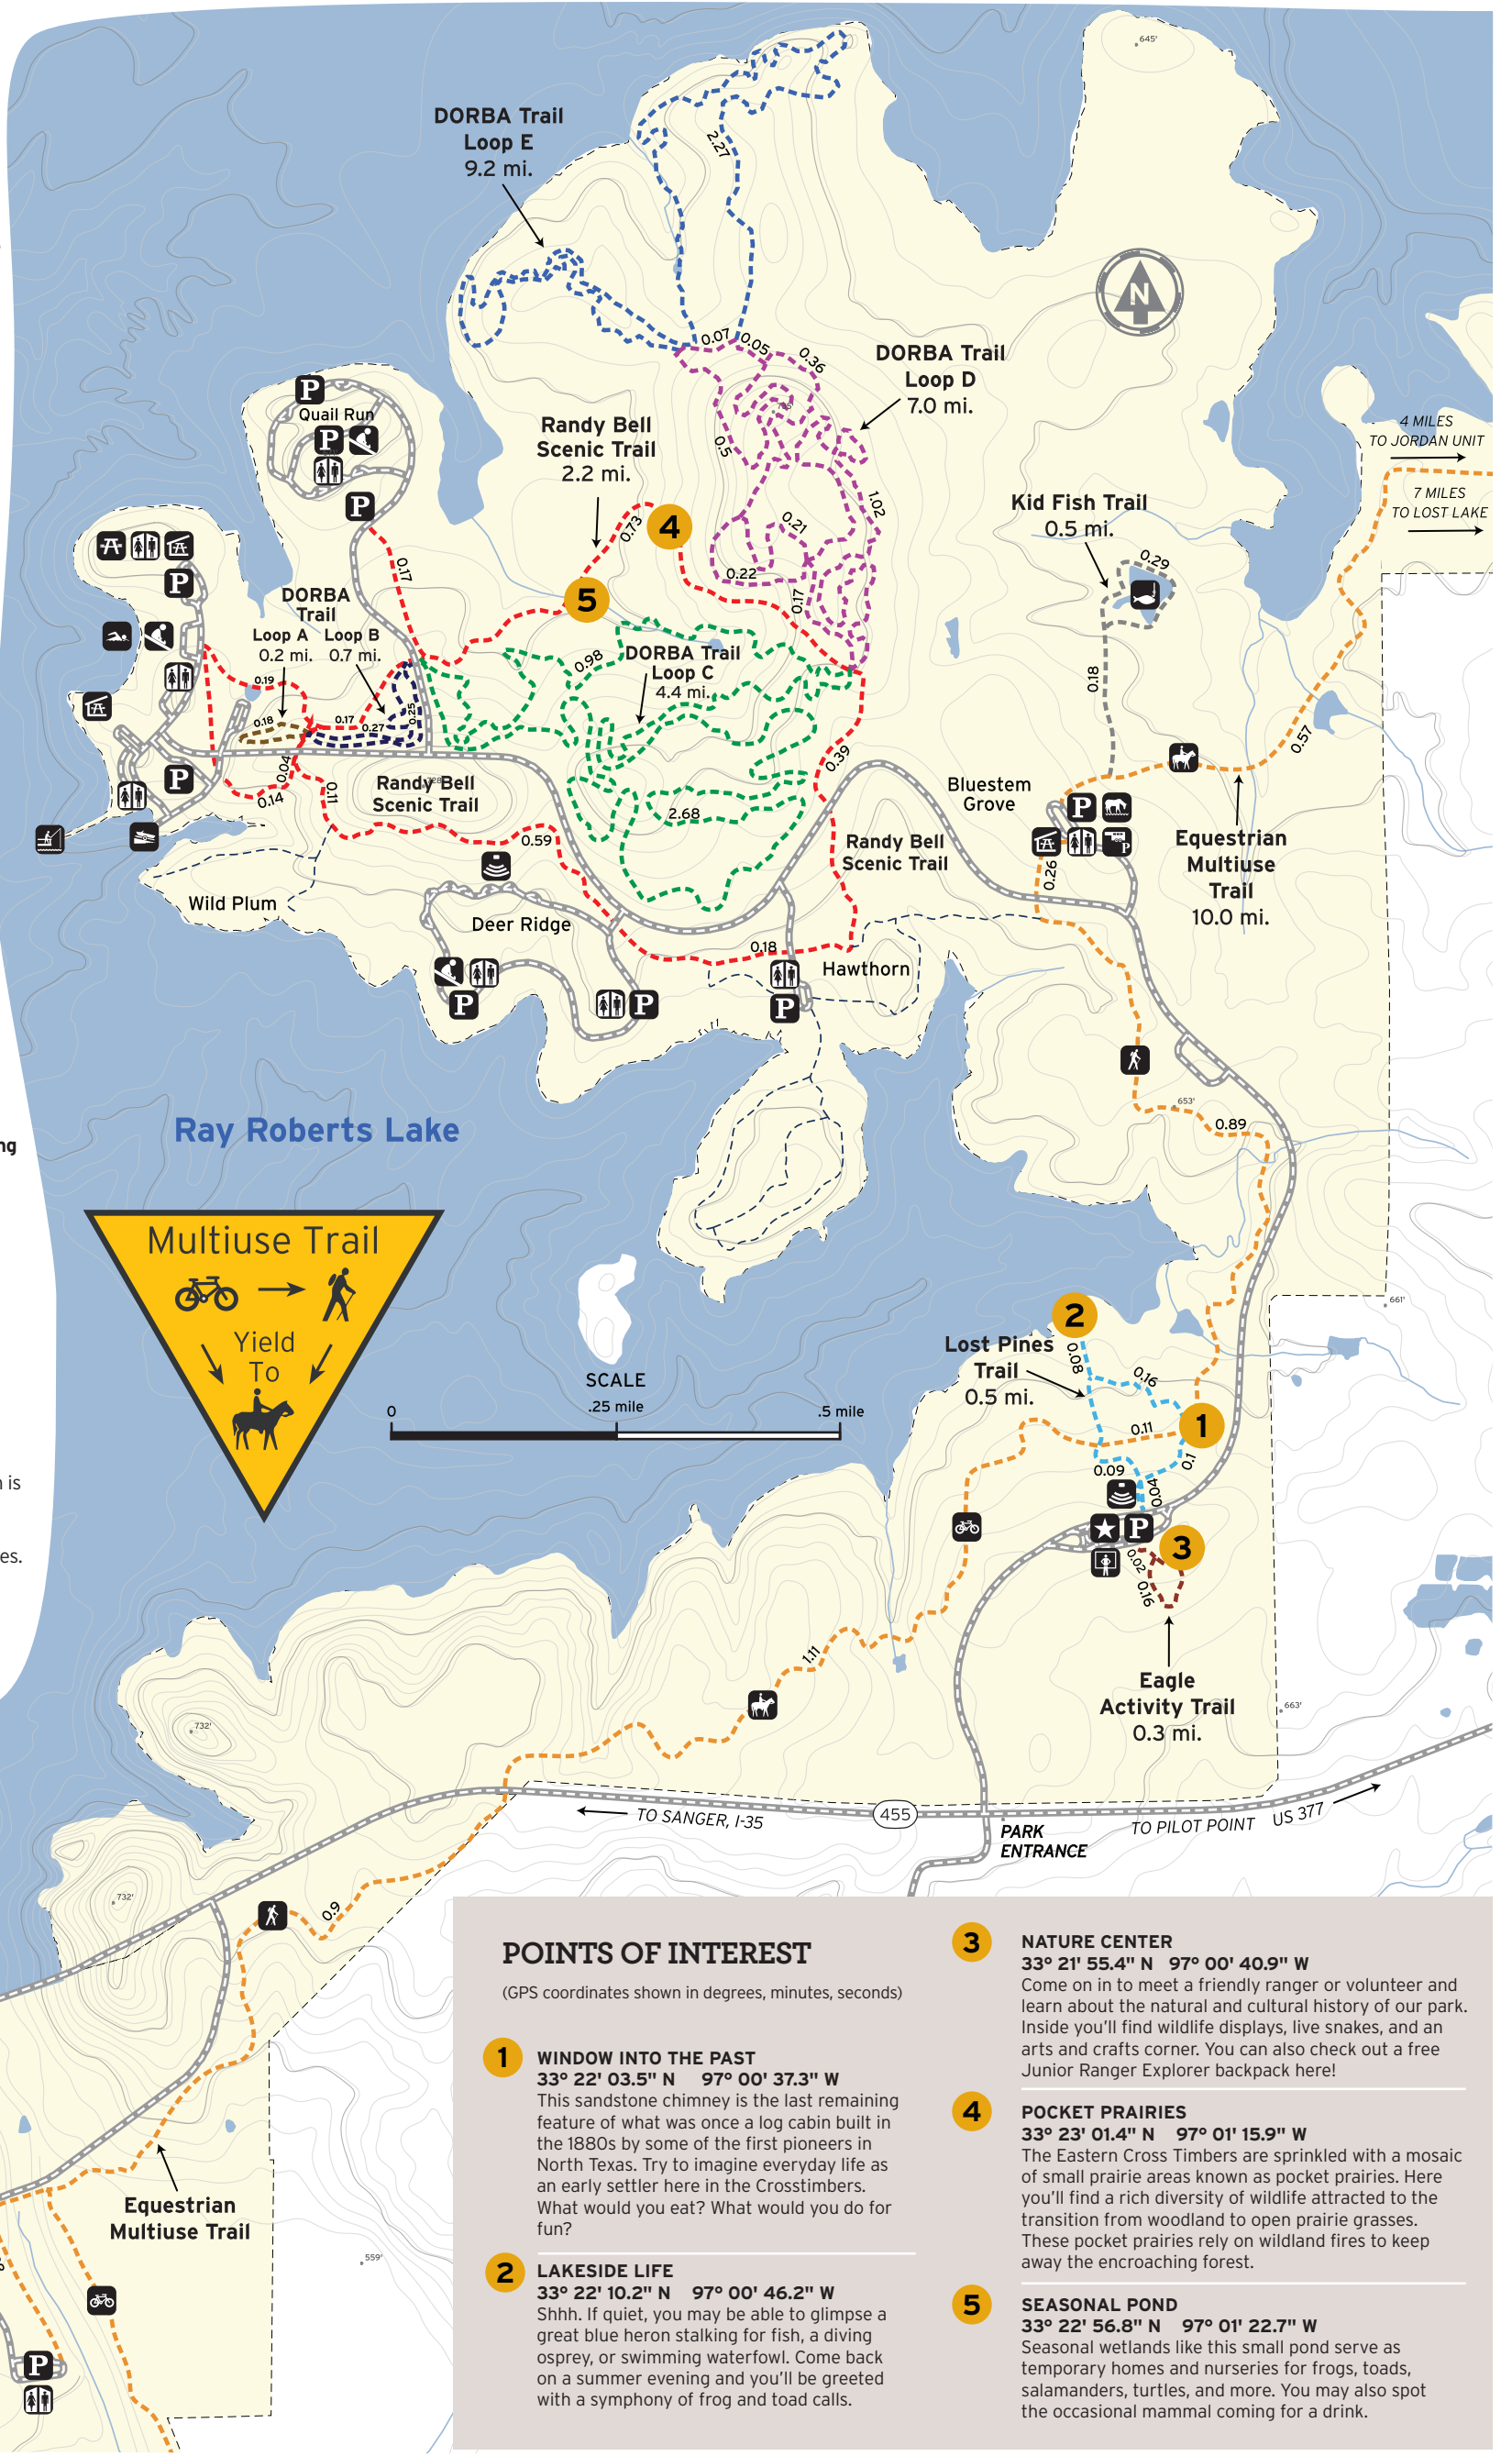 645'
DORBA Trail
Loop E
9.2 mi.
2.27
N
0.07
0.05
0.36
DORBA Trail
Loop D
7.0 mi.
P
Quail Run
P
P
Randy Bell
Scenic Trail
2.2 mi.
0.5
1.02
4 MILES
TO JORDAN UNIT
7 MILES
TO LOST LAKE
Kid Fish Trail
0.5 mi.
0.29
0.73
4
0.21
0.22
0.17
0.17
5
P
DORBA
Trail
Loop A
0.2 mi.
Loop B
0.7 mi.
0.98
DORBA Trail
Loop C
4.4 mi.
0.18
0.19
0.18
0.17
0.27
0.25
0.04
0.14
0.11
P
Randy Bell
Scenic Trail
0.39
0.57
2.68
0.59
Bluestem
Grove
P
P
0.26
Randy Bell
Scenic Trail
Equestrian
Multiuse
Trail
10.0 mi.
Wild Plum
Deer Ridge
0.18
Hawthorn
P
P
P
653'
0.89
ng
Ray Roberts Lake
Multiuse Trail
Yield
To
661'
SCALE
0
.25 mile
.5 mile
2
Lost Pines
Trail
0.5 mi.
0.08
0.16
0.11
1
0.1
0.09
0.04
P
3
0.02
0.16
n is
es.
1.11
Eagle
Activity Trail
0.3 mi.
663'
732'
TO SANGER, I-35
455
PARK
ENTRANCE
TO PILOT POINT
US 377
732'
0.9
Equestrian
Multiuse Trail
559'
P
POINTS OF INTEREST
(GPS coordinates shown in degrees, minutes, seconds)
1
WINDOW INTO THE PAST
33° 22' 03.5" N 97° 00' 37.3" W
This sandstone chimney is the last remaining
feature of what was once a log cabin built in
the 1880s by some of the first pioneers in
North Texas. Try to imagine everyday life as
an early settler here in the Crosstimbers.
What would you eat? What would you do for
fun?
2
LAKESIDE LIFE
33° 22' 10.2" N 97° 00' 46.2" W
Shhh. If quiet, you may be able to glimpse a
great blue heron stalking for fish, a diving
osprey, or swimming waterfowl. Come back
on a summer evening and you'll be greeted
with a symphony of frog and toad calls.
3
NATURE CENTER
33° 21' 55.4" N 97° 00' 40.9" W
Come on in to meet a friendly ranger or volunteer and
learn about the natural and cultural history of our park.
Inside you'll find wildlife displays, live snakes, and an
arts and crafts corner. You can also check out a free
Junior Ranger Explorer backpack here!
4
POCKET PRAIRIES
33° 23' 01.4" N 97° 01' 15.9" W
The Eastern Cross Timbers are sprinkled with a mosaic
of small prairie areas known as pocket prairies. Here
you'll find a rich diversity of wildlife attracted to the
transition from woodland to open prairie grasses.
These pocket prairies rely on wildland fires to keep
away the encroaching forest.
5
SEASONAL POND
33° 22' 56.8" N 97° 01' 22.7" W
Seasonal wetlands like this small pond serve as
temporary homes and nurseries for frogs, toads,
salamanders, turtles, and more. You may also spot
the occasional mammal coming for a drink.